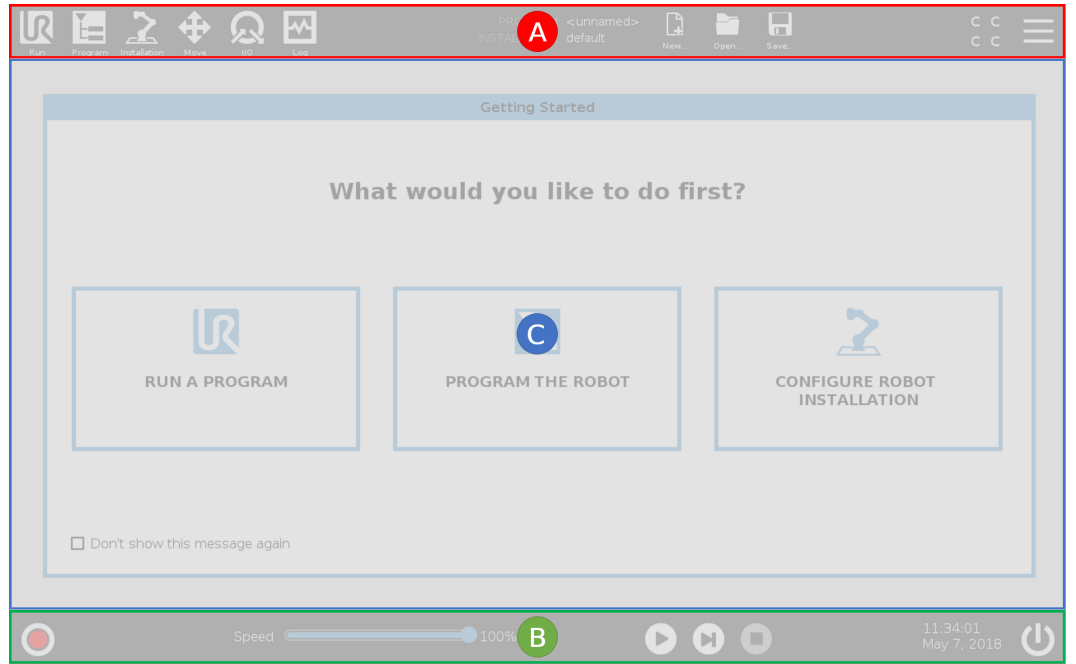 PRO <unnamed>
INSTAL default
A
C C
C C
Run Program Installation Move I/O Log New... Open... Save...
Getting Started
What would you like to do first?
C
RUN A PROGRAM
PROGRAM THE ROBOT
CONFIGURE ROBOT
INSTALLATION
Don't show this message again
Speed 100%
B
11:34:01
May 7, 2018